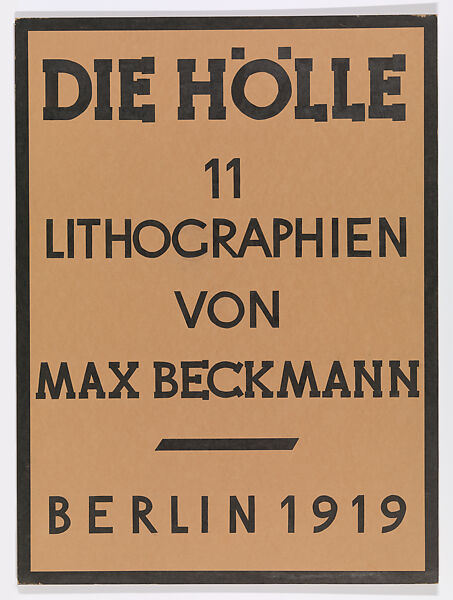 DIE HÖLLE
11
LITHOGRAPHIEN
VON
MAX BECKMANN
BERLIN 1919